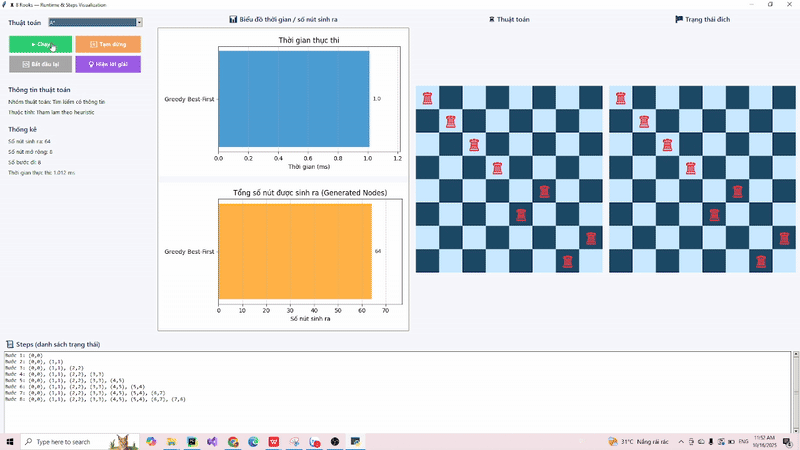 8 Rooks — Runtime & Steps Visualization
Thuật toán:
A*
Chạy
Tạm dừng
Bắt đầu lại
Hiện lời giải
Thông tin thuật toán
Nhóm thuật toán: Tìm kiếm có thông tin
Thuộc tính: Tham lam theo heuristic
Thống kê
Số nút sinh ra: 64
Số nút mở rộng: 8
Số bước đi: 8
Thời gian thực thi: 1.012 ms
Biểu đồ thời gian / số nút sinh ra
Thời gian thực thi
Greedy Best-First
1.0
0.0 0.2 0.4 0.6 0.8 1.0 1.2
Thời gian (ms)
Tổng số nút được sinh ra (Generated Nodes)
Greedy Best-First
64
0 10 20 30 40 50 60 70
Số nút sinh ra
Thuật toán
Trạng thái đích
Steps (danh sách trạng thái)
Bước 1: (0,0)
Bước 2: (0,0), (1,1)
Bước 3: (0,0), (1,1), (2,2)
Bước 4: (0,0), (1,1), (2,2), (3,3)
Bước 5: (0,0), (1,1), (2,2), (3,3), (4,5)
Bước 6: (0,0), (1,1), (2,2), (3,3), (4,5), (5,4)
Bước 7: (0,0), (1,1), (2,2), (3,3), (4,5), (5,4), (6,7)
Bước 8: (0,0), (1,1), (2,2), (3,3), (4,5), (5,4), (6,7), (7,6)
Type here to search
31°C Nắng rải rác
ENG
11:52 AM
10/16/2025